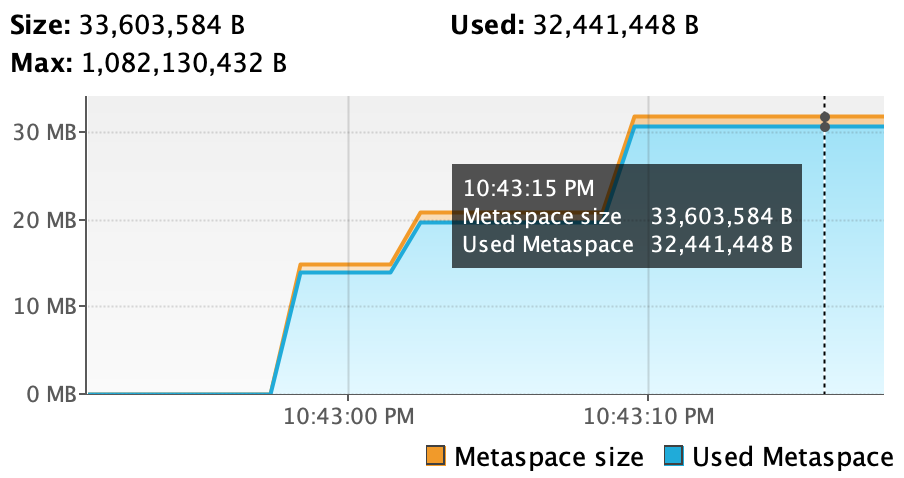 Size: 33,603,584 B Used: 32,441,448 B
Max: 1,082,130,432 B
30 MB
20 MB
10 MB
0 MB
10:43:15 PM
Metaspace size 33,603,584 B
Used Metaspace 32,441,448 B
10:43:00 PM 10:43:10 PM
Metaspace size Used Metaspace